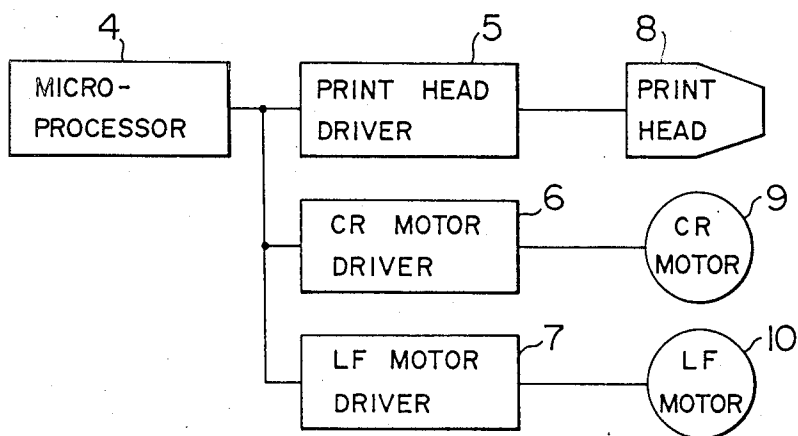 4
MICRO-
PROCESSOR
5
PRINT HEAD
DRIVER
8
PRINT
HEAD
6
CR MOTOR
DRIVER
9
CR
MOTOR
7
LF MOTOR
DRIVER
10
LF
MOTOR